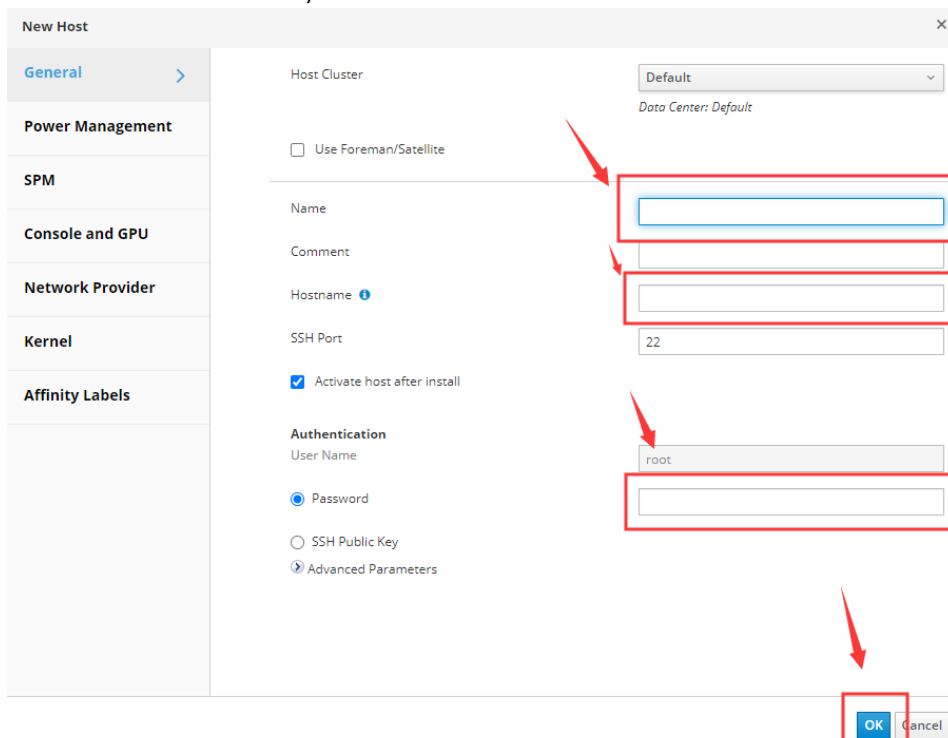 New Host ×
General
Host Cluster
Default
Data Center: Default
Power Management
Use Foreman/Satellite
SPM
Name
Console and GPU
Comment
Network Provider
Hostname
SSH Port
22
Kernel
Activate host after install
Affinity Labels
Authentication
User Name
root
Password
SSH Public Key
Advanced Parameters
OK
Cancel